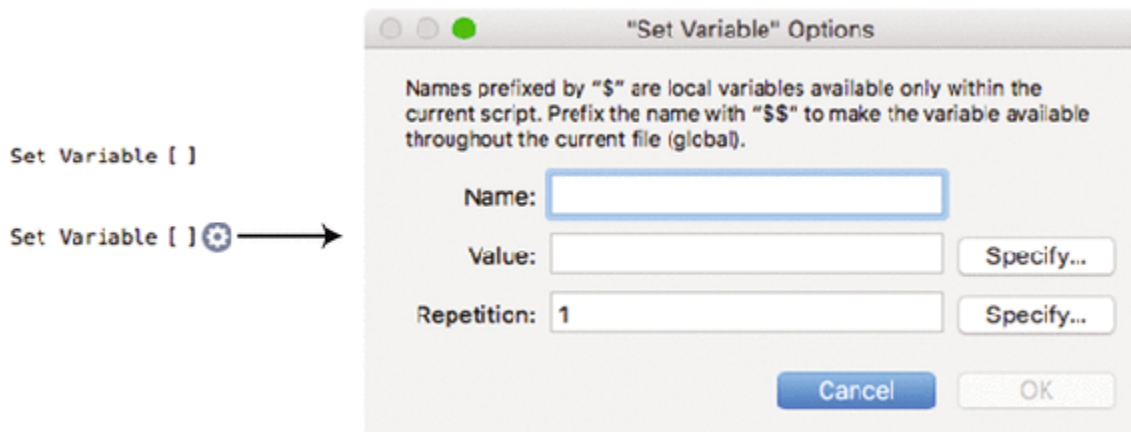 "Set Variable" Options
Names prefixed by "$" are local variables available only within the
current script. Prefix the name with "$$" to make the variable available
throughout the current file (global).
Set Variable [ ]
Name:
Set Variable [ ]
Value:
Specify...
Repetition: 1
Specify...
Cancel
OK